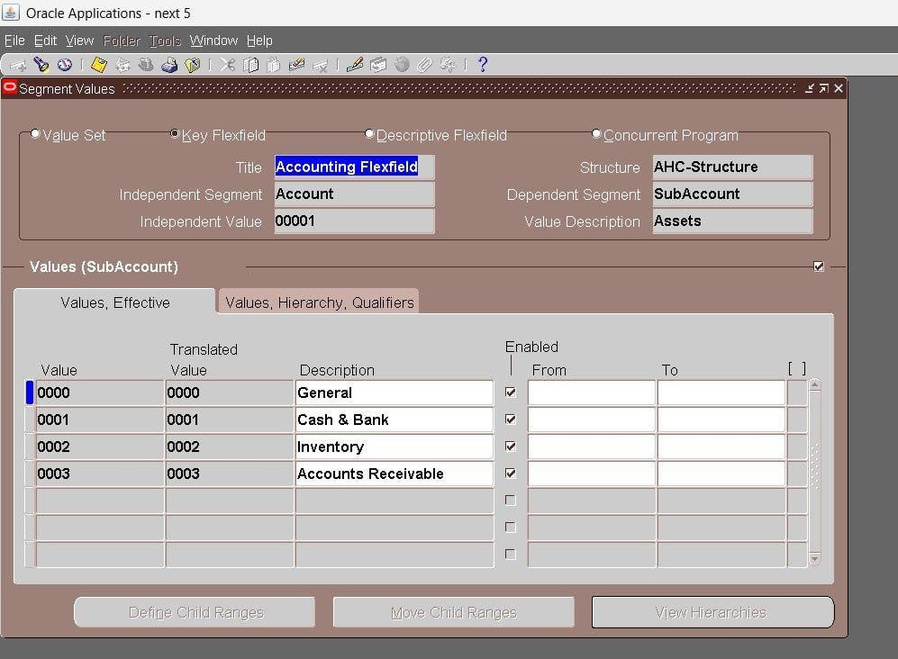 Oracle Applications - next 5
File Edit View Folder Tools Window Help
Segment Values
Value Set Key Flexfield Descriptive Flexfield Concurrent Program
Title Accounting Flexfield Structure AHC-Structure
Independent Segment Account Dependent Segment SubAccount
Independent Value 00001 Value Description Assets
Values (SubAccount)
Values, Effective Values, Hierarchy, Qualifiers
Translated Enabled
Value Value Description From To [ ]
0000 0000 General
0001 0001 Cash & Bank
0002 0002 Inventory
0003 0003 Accounts Receivable
Define Child Ranges Move Child Ranges View Hierarchies